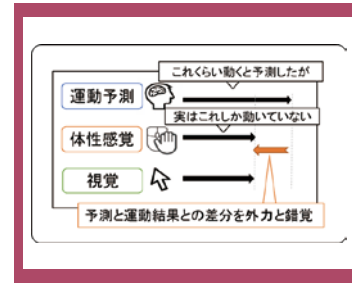 これくらい動くと予測したが
運動予測
実はこれしか動いていない
体性感覚
視覚
予測と運動結果との差分を外力と錯覚